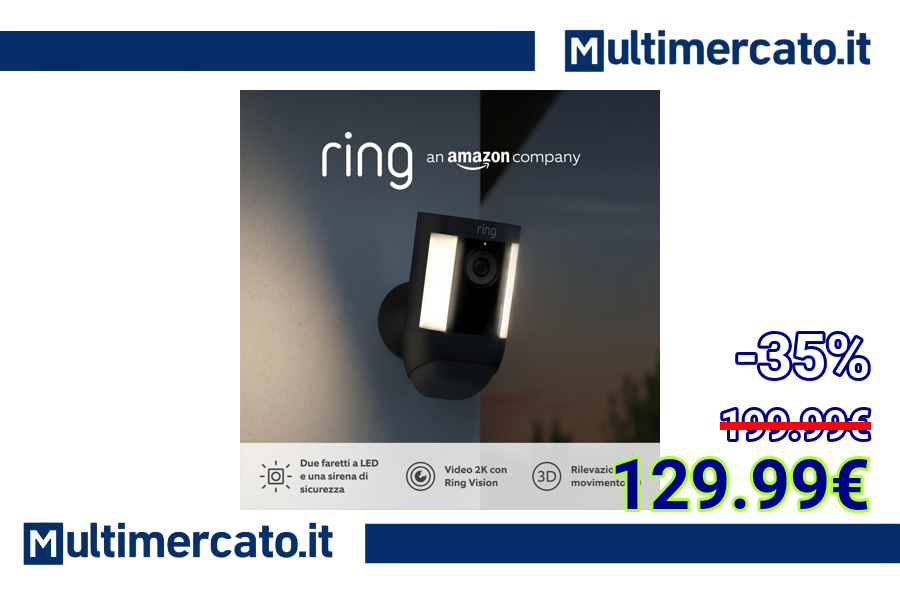 Multimercato.it
ring an amazon company
ring
-35%
199.99€
Due faretti a LED
e una sirena di
sicurezza
Video 2K con
Ring Vision
3D
movimento
129.99€
Multimercato.it